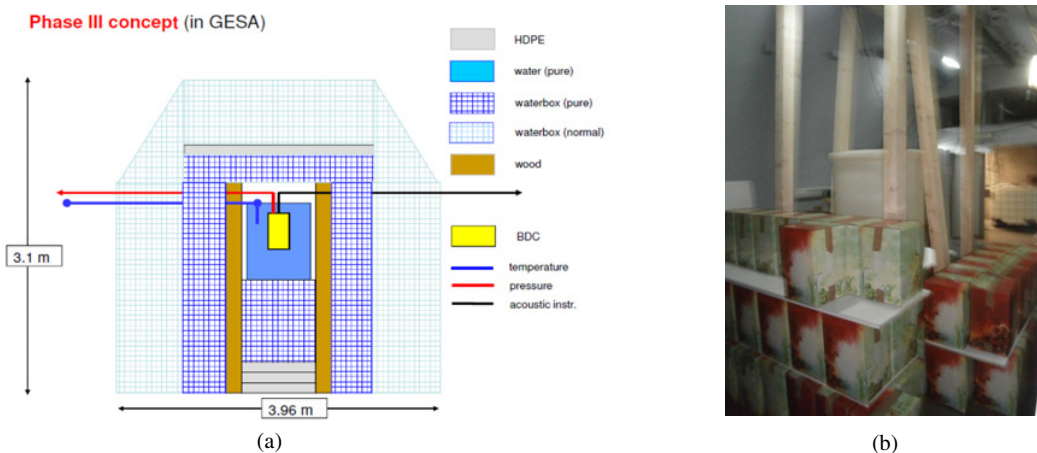 Phase III concept (in GESA)
HDPE
water (pure)
waterbox (pure)
waterbox (normal)
wood
BDC
temperature
pressure
acoustic instr.
3.1 m
3.96 m
(a)
(b)